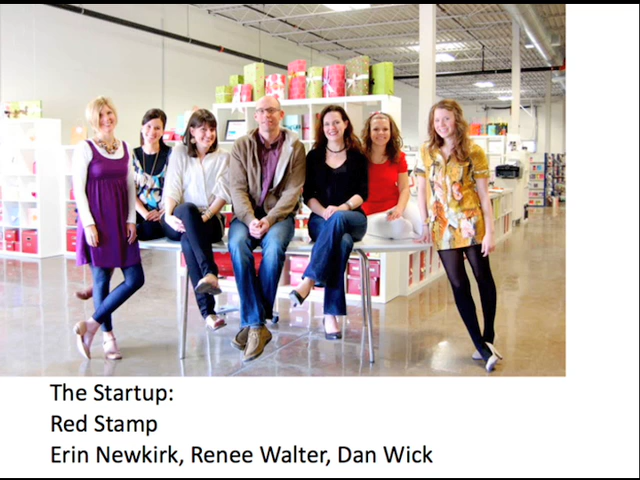 The Startup:
Red Stamp
Erin Newkirk, Renee Walter, Dan Wick